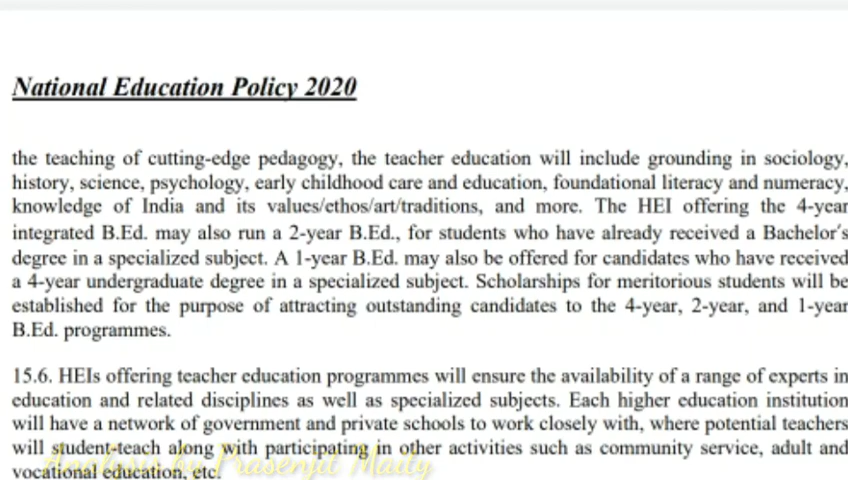 National Education Policy 2020
the teaching of cutting-edge pedagogy, the teacher education will include grounding in sociology,
history, science, psychology, early childhood care and education, foundational literacy and numeracy,
knowledge of India and its values/ethos/art/traditions, and more. The HEI offering the 4-year
integrated B.Ed. may also run a 2-year B.Ed., for students who have already received a Bachelor's
degree in a specialized subject. A 1-year B.Ed. may also be offered for candidates who have received
a 4-year undergraduate degree in a specialized subject. Scholarships for meritorious students will be
established for the purpose of attracting outstanding candidates to the 4-year, 2-year, and 1-year
B.Ed. programmes.
15.6. HEIs offering teacher education programmes will ensure the availability of a range of experts in
education and related disciplines as well as specialized subjects. Each higher education institution
will have a network of government and private schools to work closely with, where potential teachers
will student-teach along with participating in other activities such as community service, adult and
vocational education, etc.
Analysis by Prasenjit Maity